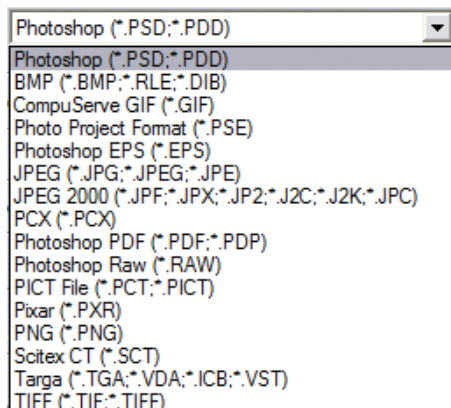 Photoshop (*.PSD;*.PDD)
Photoshop (*.PSD;*.PDD)
BMP (*.BMP;*.RLE;*.DIB)
CompuServe GIF (*.GIF)
Photo Project Format (*.PSE)
Photoshop EPS (*.EPS)
JPEG (*.JPG;*.JPEG;*.JPE)
JPEG 2000 (*.JPF;*.JPX;*.JP2;*.J2C;*.J2K;*.JPC)
PCX (*.PCX)
Photoshop PDF (*.PDF;*.PDP)
Photoshop Raw (*.RAW)
PICT File (*.PCT;*.PICT)
Pixar (*.PXR)
PNG (*.PNG)
Scitex CT (*.SCT)
Targa (*.TGA;*.VDA;*.ICB;*.VST)
TIFF (*.TIF;*.TIFF)